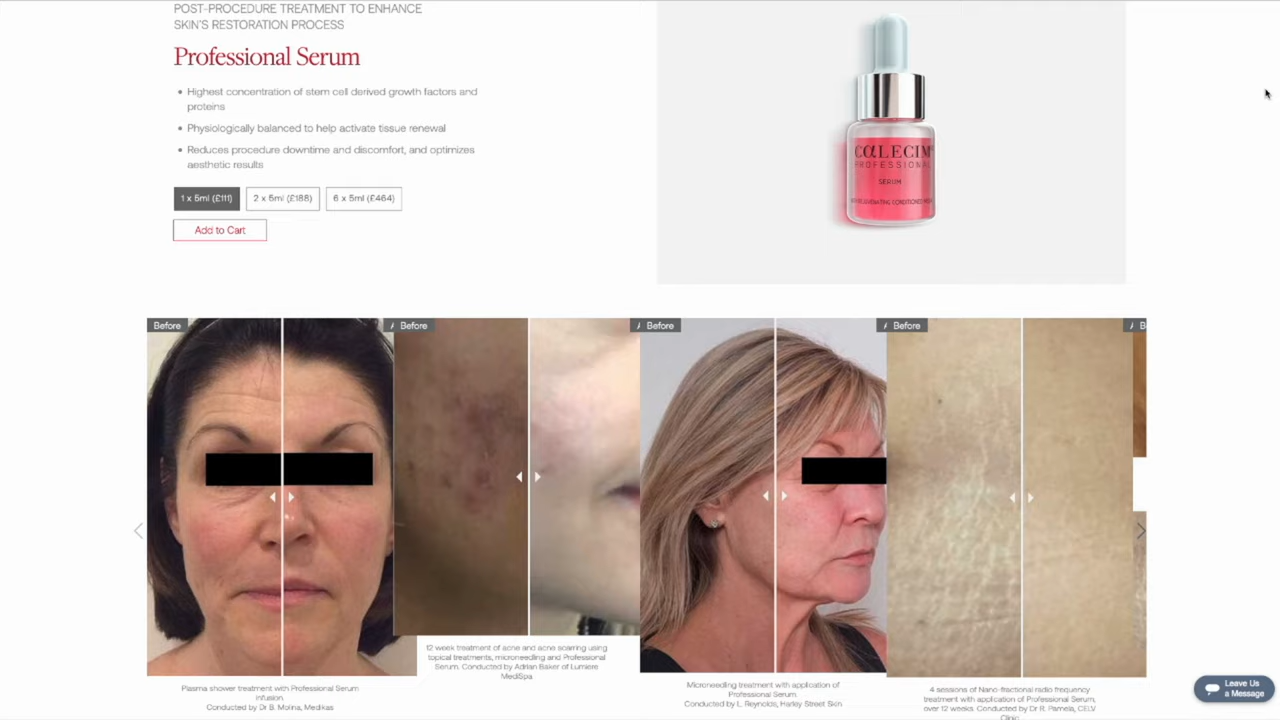 POST-PROCEDURE TREATMENT TO ENHANCE
SKIN'S RESTORATION PROCESS
Professional Serum
Highest concentration of stem cell derived growth factors and
proteins
Physiologically balanced to help activate tissue renewal
Reduces procedure downtime and discomfort, and optimizes
aesthetic results
1 x 5ml (£111)
2 x 5ml (£188)
6 x 5ml (£464)
Add to Cart
CALECIM
PROFESSIONAL
SERUM
Before
Before
Before
Before
Plasma shower treatment with Professional Serum
infusion.
Conducted by Dr B. Molina, Medikas
12 week treatment of acne and acne scarring using
topical treatments, microneedling and Professional
Serum. Conducted by Adrian Baker of Lumiere
MediSpa
Microneedling treatment with application of
Professional Serum.
Conducted by L. Reynolds, Harley Street Skin
4 sessions of Nano-fractional radio frequency
treatment with application of Professional Serum,
over 12 weeks. Conducted by Dr R. Pamela, CELV
Clinic
Leave Us
a Message